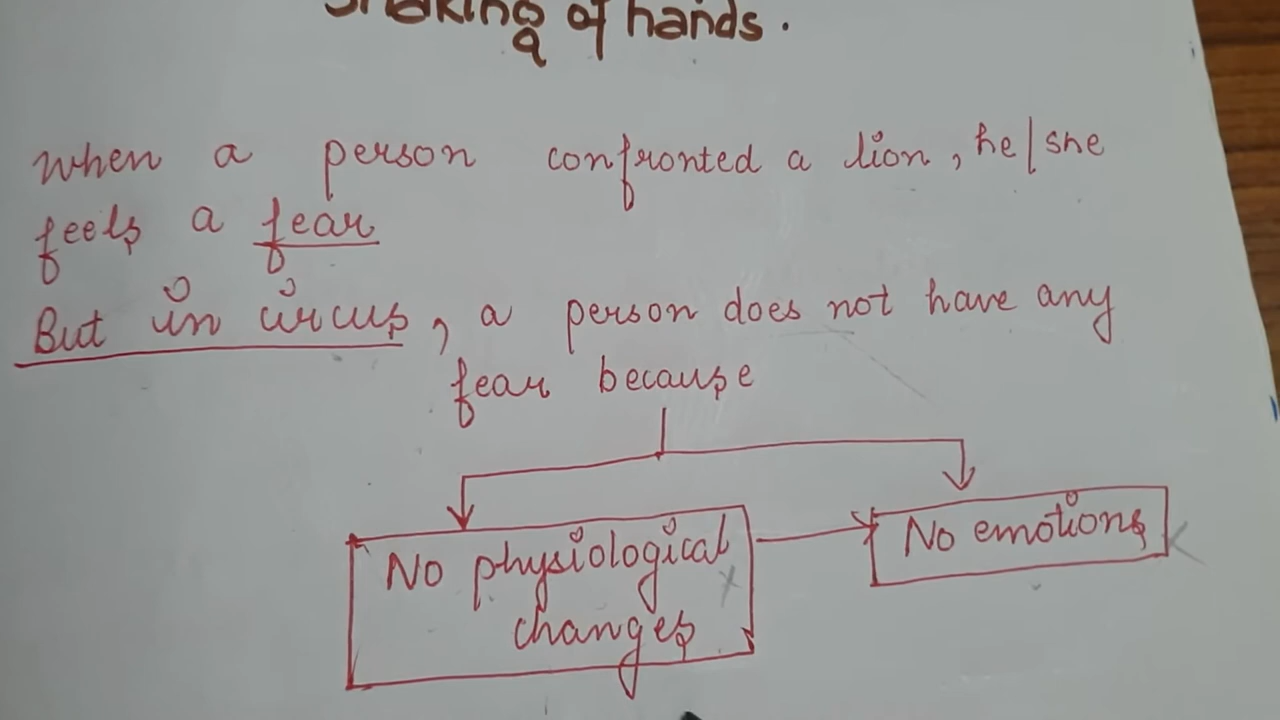 Shaking of hands.
when a person confronted a lion, he/she
feels a fear
But in circus, a person does not have any
fear because
No physiological
changes
No emotions